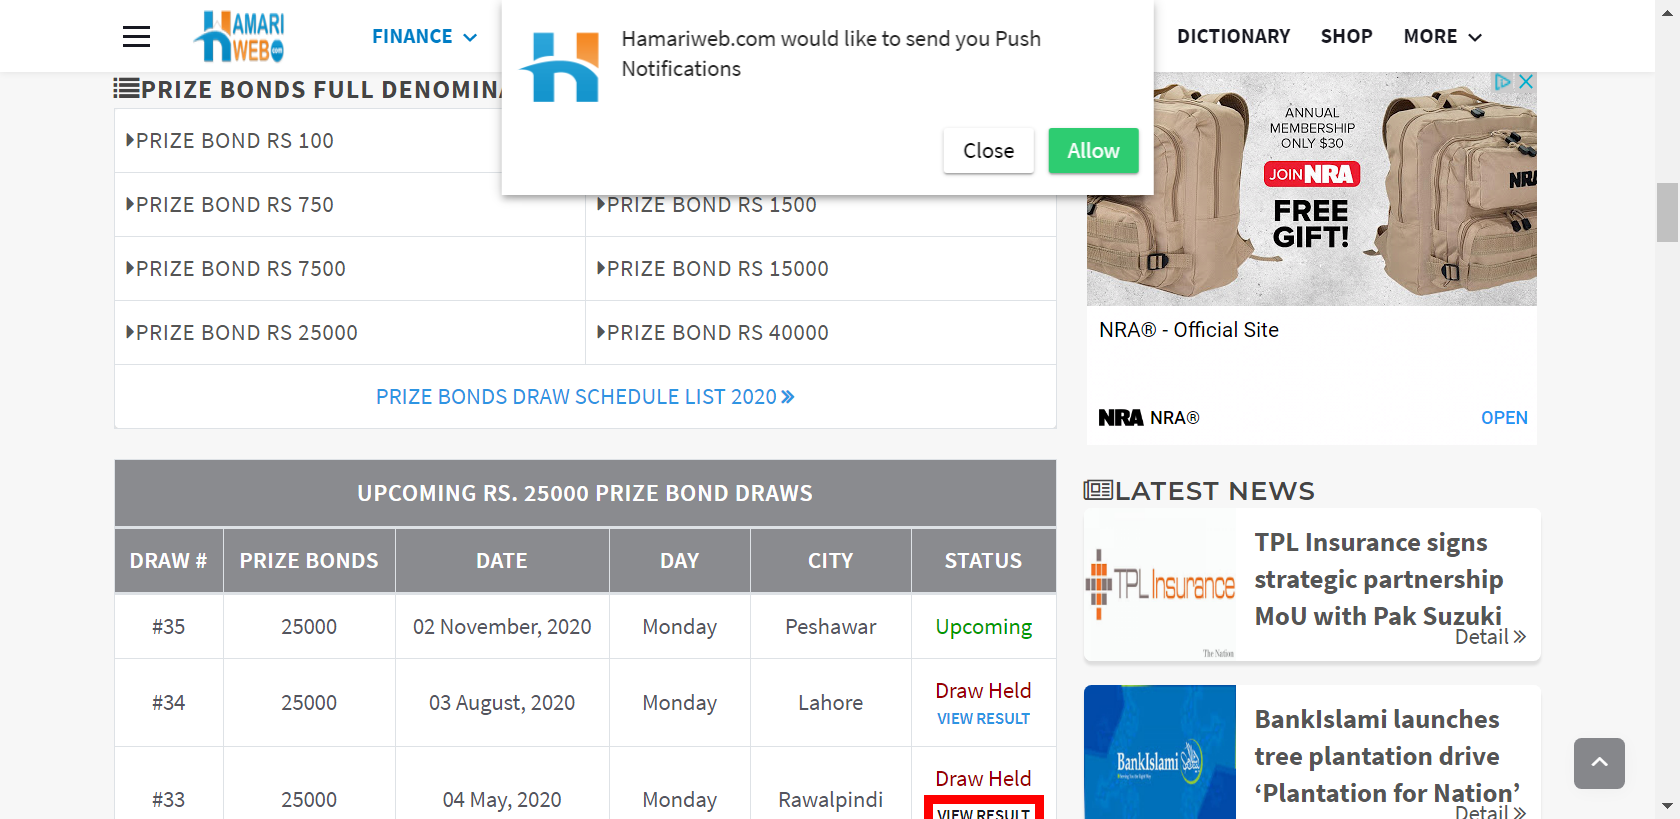 HAMARI
WEB.com
FINANCE
DICTIONARY
SHOP
MORE
Hamariweb.com would like to send you Push
Notifications
Close
Allow
PRIZE BONDS FULL DENOMINA
PRIZE BOND RS 100
PRIZE BOND RS 750
PRIZE BOND RS 1500
PRIZE BOND RS 7500
PRIZE BOND RS 15000
PRIZE BOND RS 25000
PRIZE BOND RS 40000
PRIZE BONDS DRAW SCHEDULE LIST 2020 »
UPCOMING RS. 25000 PRIZE BOND DRAWS
DRAW # PRIZE BONDS DATE DAY CITY STATUS
#35 25000 02 November, 2020 Monday Peshawar Upcoming
#34 25000 03 August, 2020 Monday Lahore Draw Held
VIEW RESULT
#33 25000 04 May, 2020 Monday Rawalpindi Draw Held
VIEW RESULT
ANNUAL
MEMBERSHIP
ONLY $30
JOIN NRA
FREE
GIFT!
NRA
NRA® - Official Site
NRA NRA®
OPEN
LATEST NEWS
TPL Insurance
The Nation
TPL Insurance signs
strategic partnership
MoU with Pak Suzuki
Detail »
BankIslami
BankIslami launches
tree plantation drive
‘Plantation for Nation’
Detail »